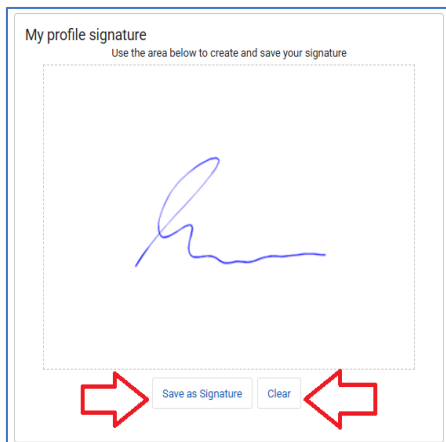 My profile signature
Use the area below to create and save your signature
Save as Signature Clear